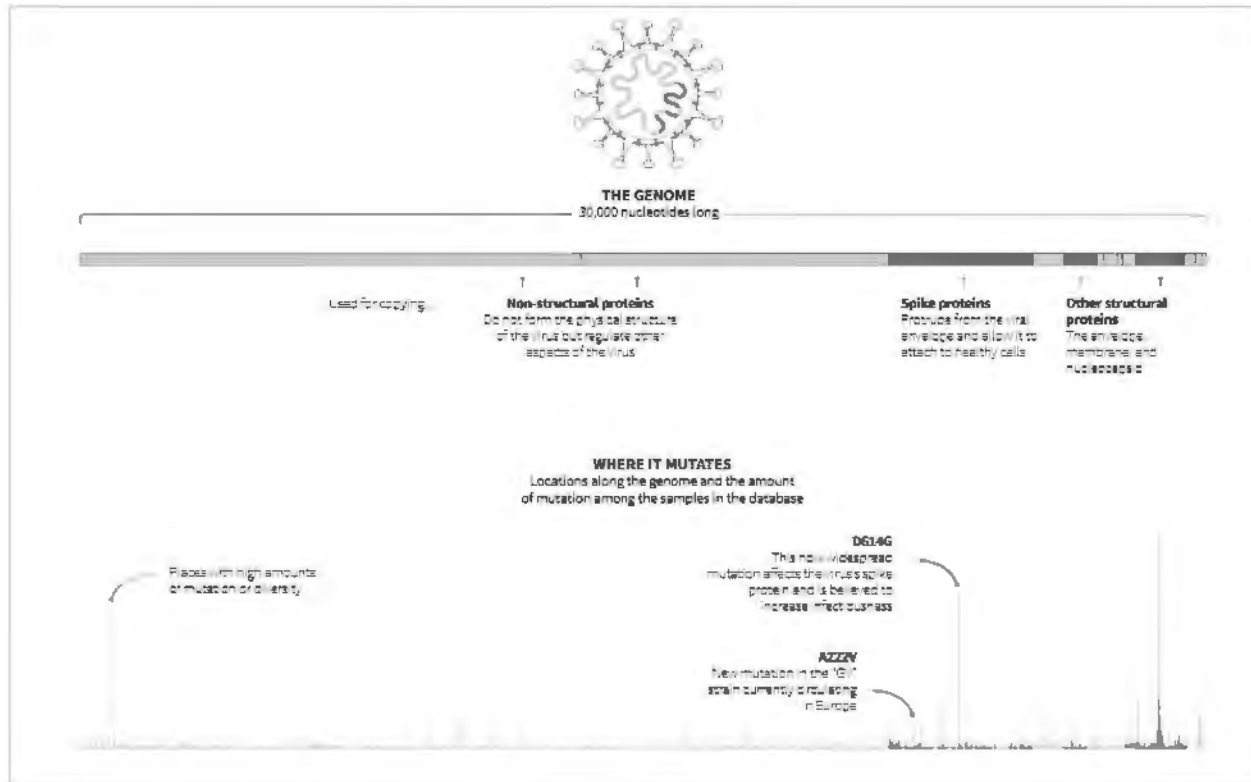 THE GENOME
30,000 nucleotides long
Used for copying...
Non-structural proteins
Do not form the physical structure
of the virus but regulate other
aspects of the virus
Spike proteins
Protrude from the viral
envelope and allow it to
attach to healthy cells
Other structural
proteins
The envelope,
membrane, and
nucleocapsid
WHERE IT MUTATES
Locations along the genome and the amount
of mutation among the samples in the database
Places with high amounts
of mutation or diversity
D614G
This now widespread
mutation affects the virus's spike
protein and is believed to
increase infectiousness
A222V
New mutation in the "GV"
strain currently circulating
in Europe